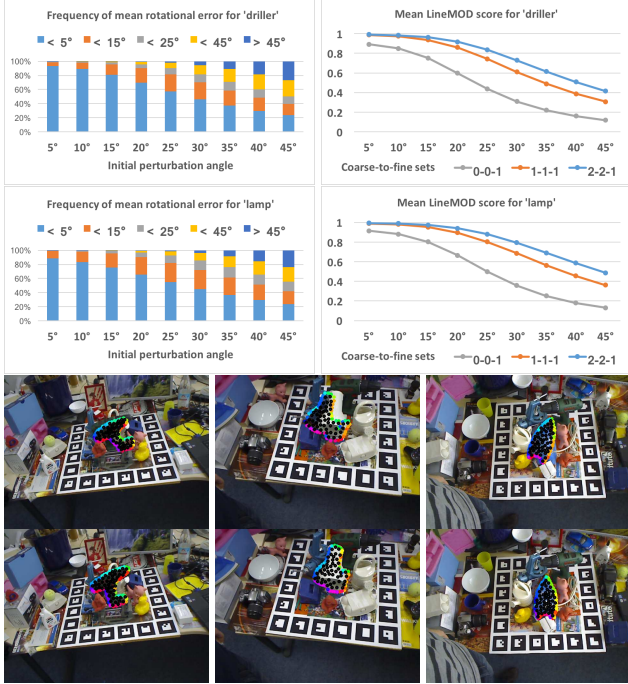 Frequency of mean rotational error for 'driller'
< 5° < 15° < 25° < 45° > 45°
100%
80%
60%
40%
20%
0%
5° 10° 15° 20° 25° 30° 35° 40° 45°
Initial perturbation angle
Mean LineMOD score for 'driller'
1
0.8
0.6
0.4
0.2
0
5° 10° 15° 20° 25° 30° 35° 40° 45°
Coarse-to-fine sets 0-0-1 1-1-1 2-2-1
Frequency of mean rotational error for 'lamp'
< 5° < 15° < 25° < 45° > 45°
100%
80%
60%
40%
20%
0%
5° 10° 15° 20° 25° 30° 35° 40° 45°
Initial perturbation angle
Mean LineMOD score for 'lamp'
1
0.8
0.6
0.4
0.2
0
5° 10° 15° 20° 25° 30° 35° 40° 45°
Coarse-to-fine sets 0-0-1 1-1-1 2-2-1